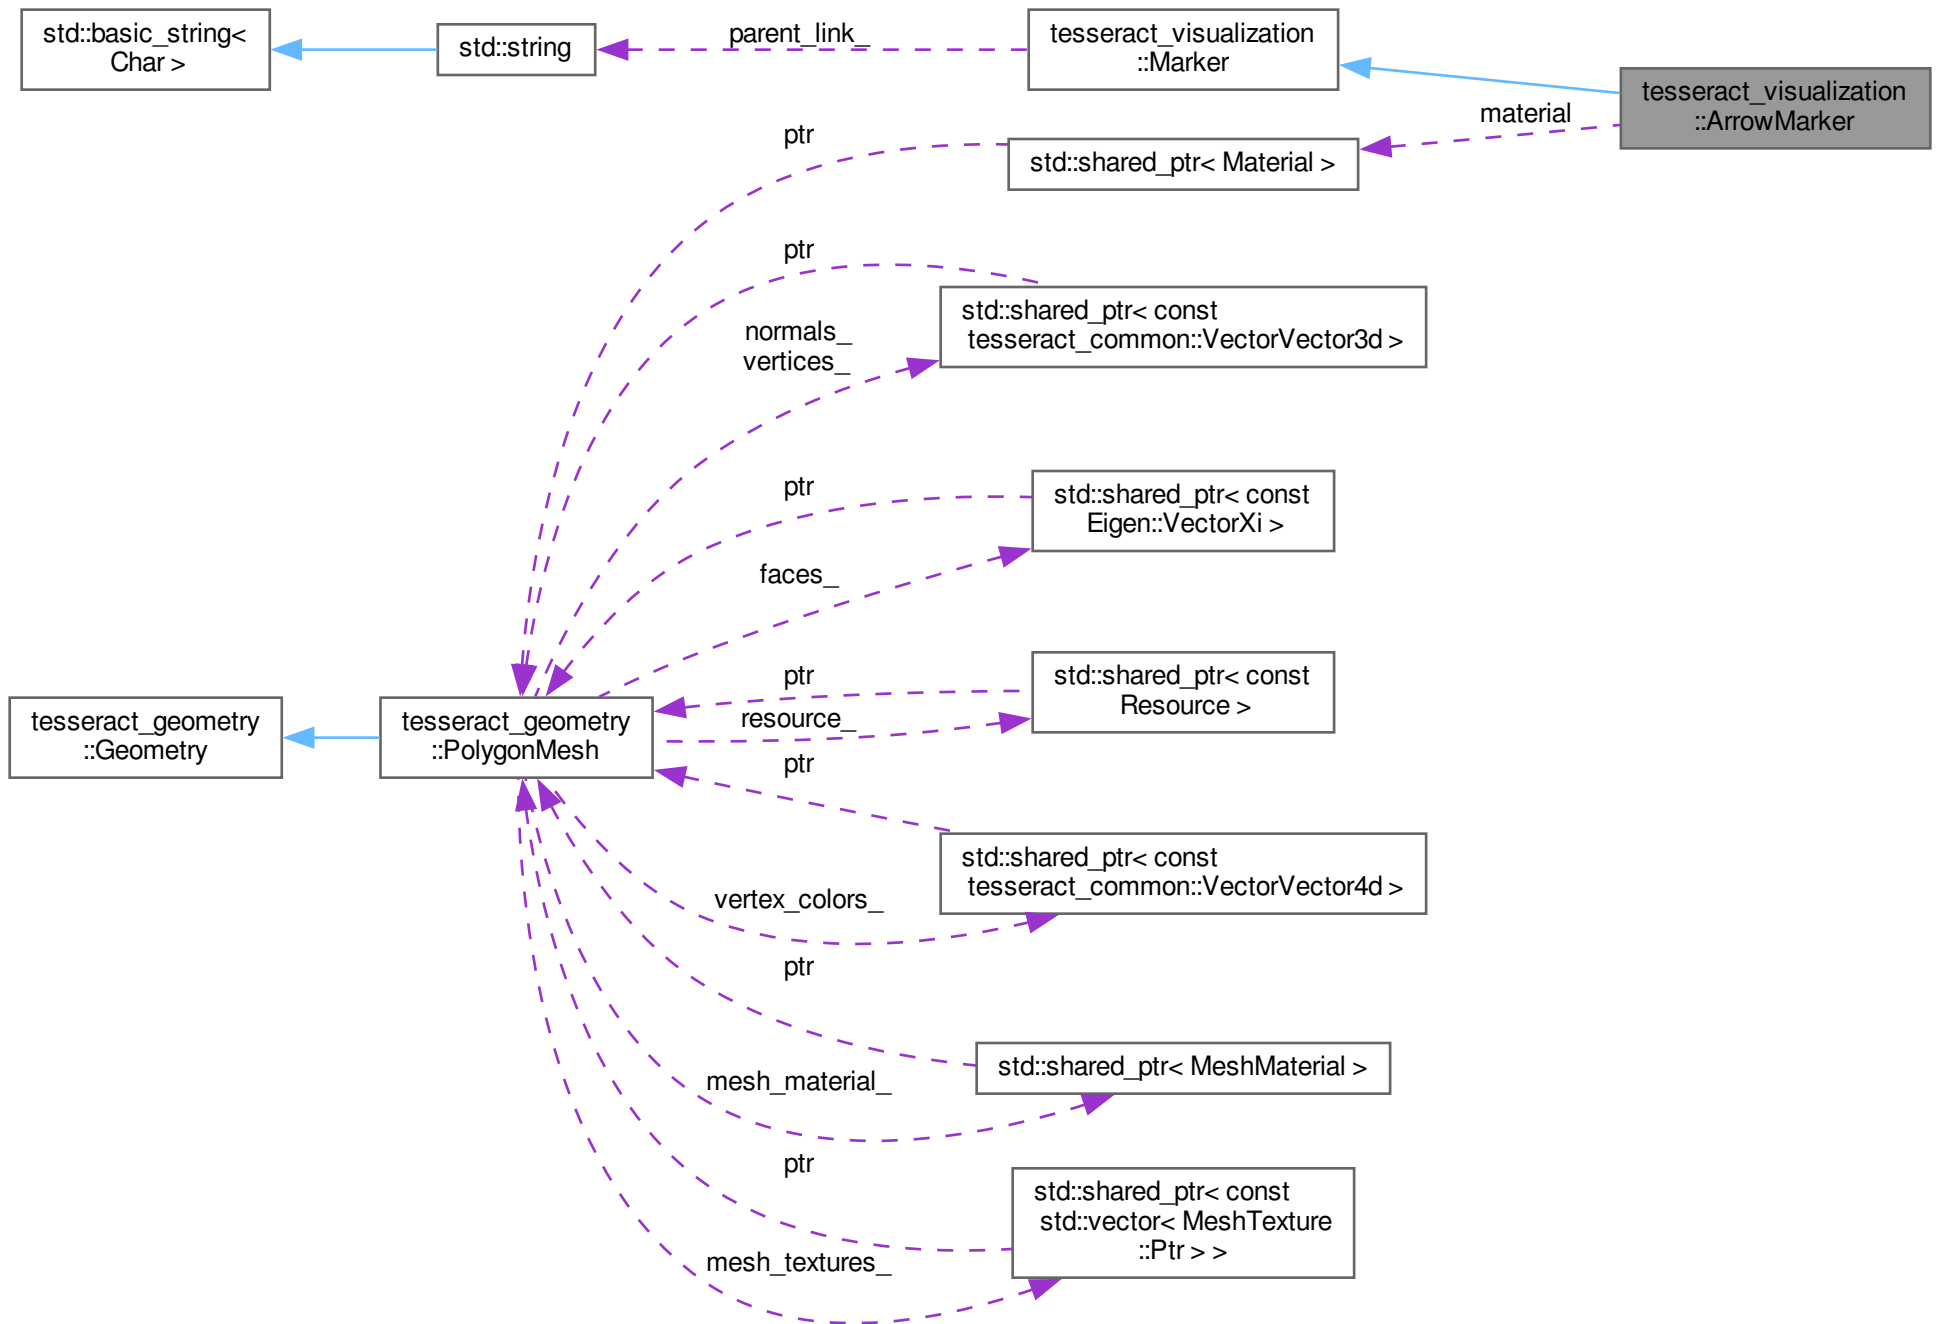 std::basic_string<
Char >
std::string
parent_link_
tesseract_visualization
::Marker
tesseract_visualization
::ArrowMarker
material
ptr
std::shared_ptr< Material >
ptr
std::shared_ptr< const
tesseract_common::VectorVector3d >
normals_
vertices_
ptr
std::shared_ptr< const
Eigen::VectorXi >
faces_
ptr
std::shared_ptr< const
Resource >
resource_
tesseract_geometry
::Geometry
tesseract_geometry
::PolygonMesh
ptr
std::shared_ptr< const
tesseract_common::VectorVector4d >
vertex_colors_
ptr
std::shared_ptr< MeshMaterial >
mesh_material_
ptr
std::shared_ptr< const
std::vector< MeshTexture
::Ptr > >
mesh_textures_